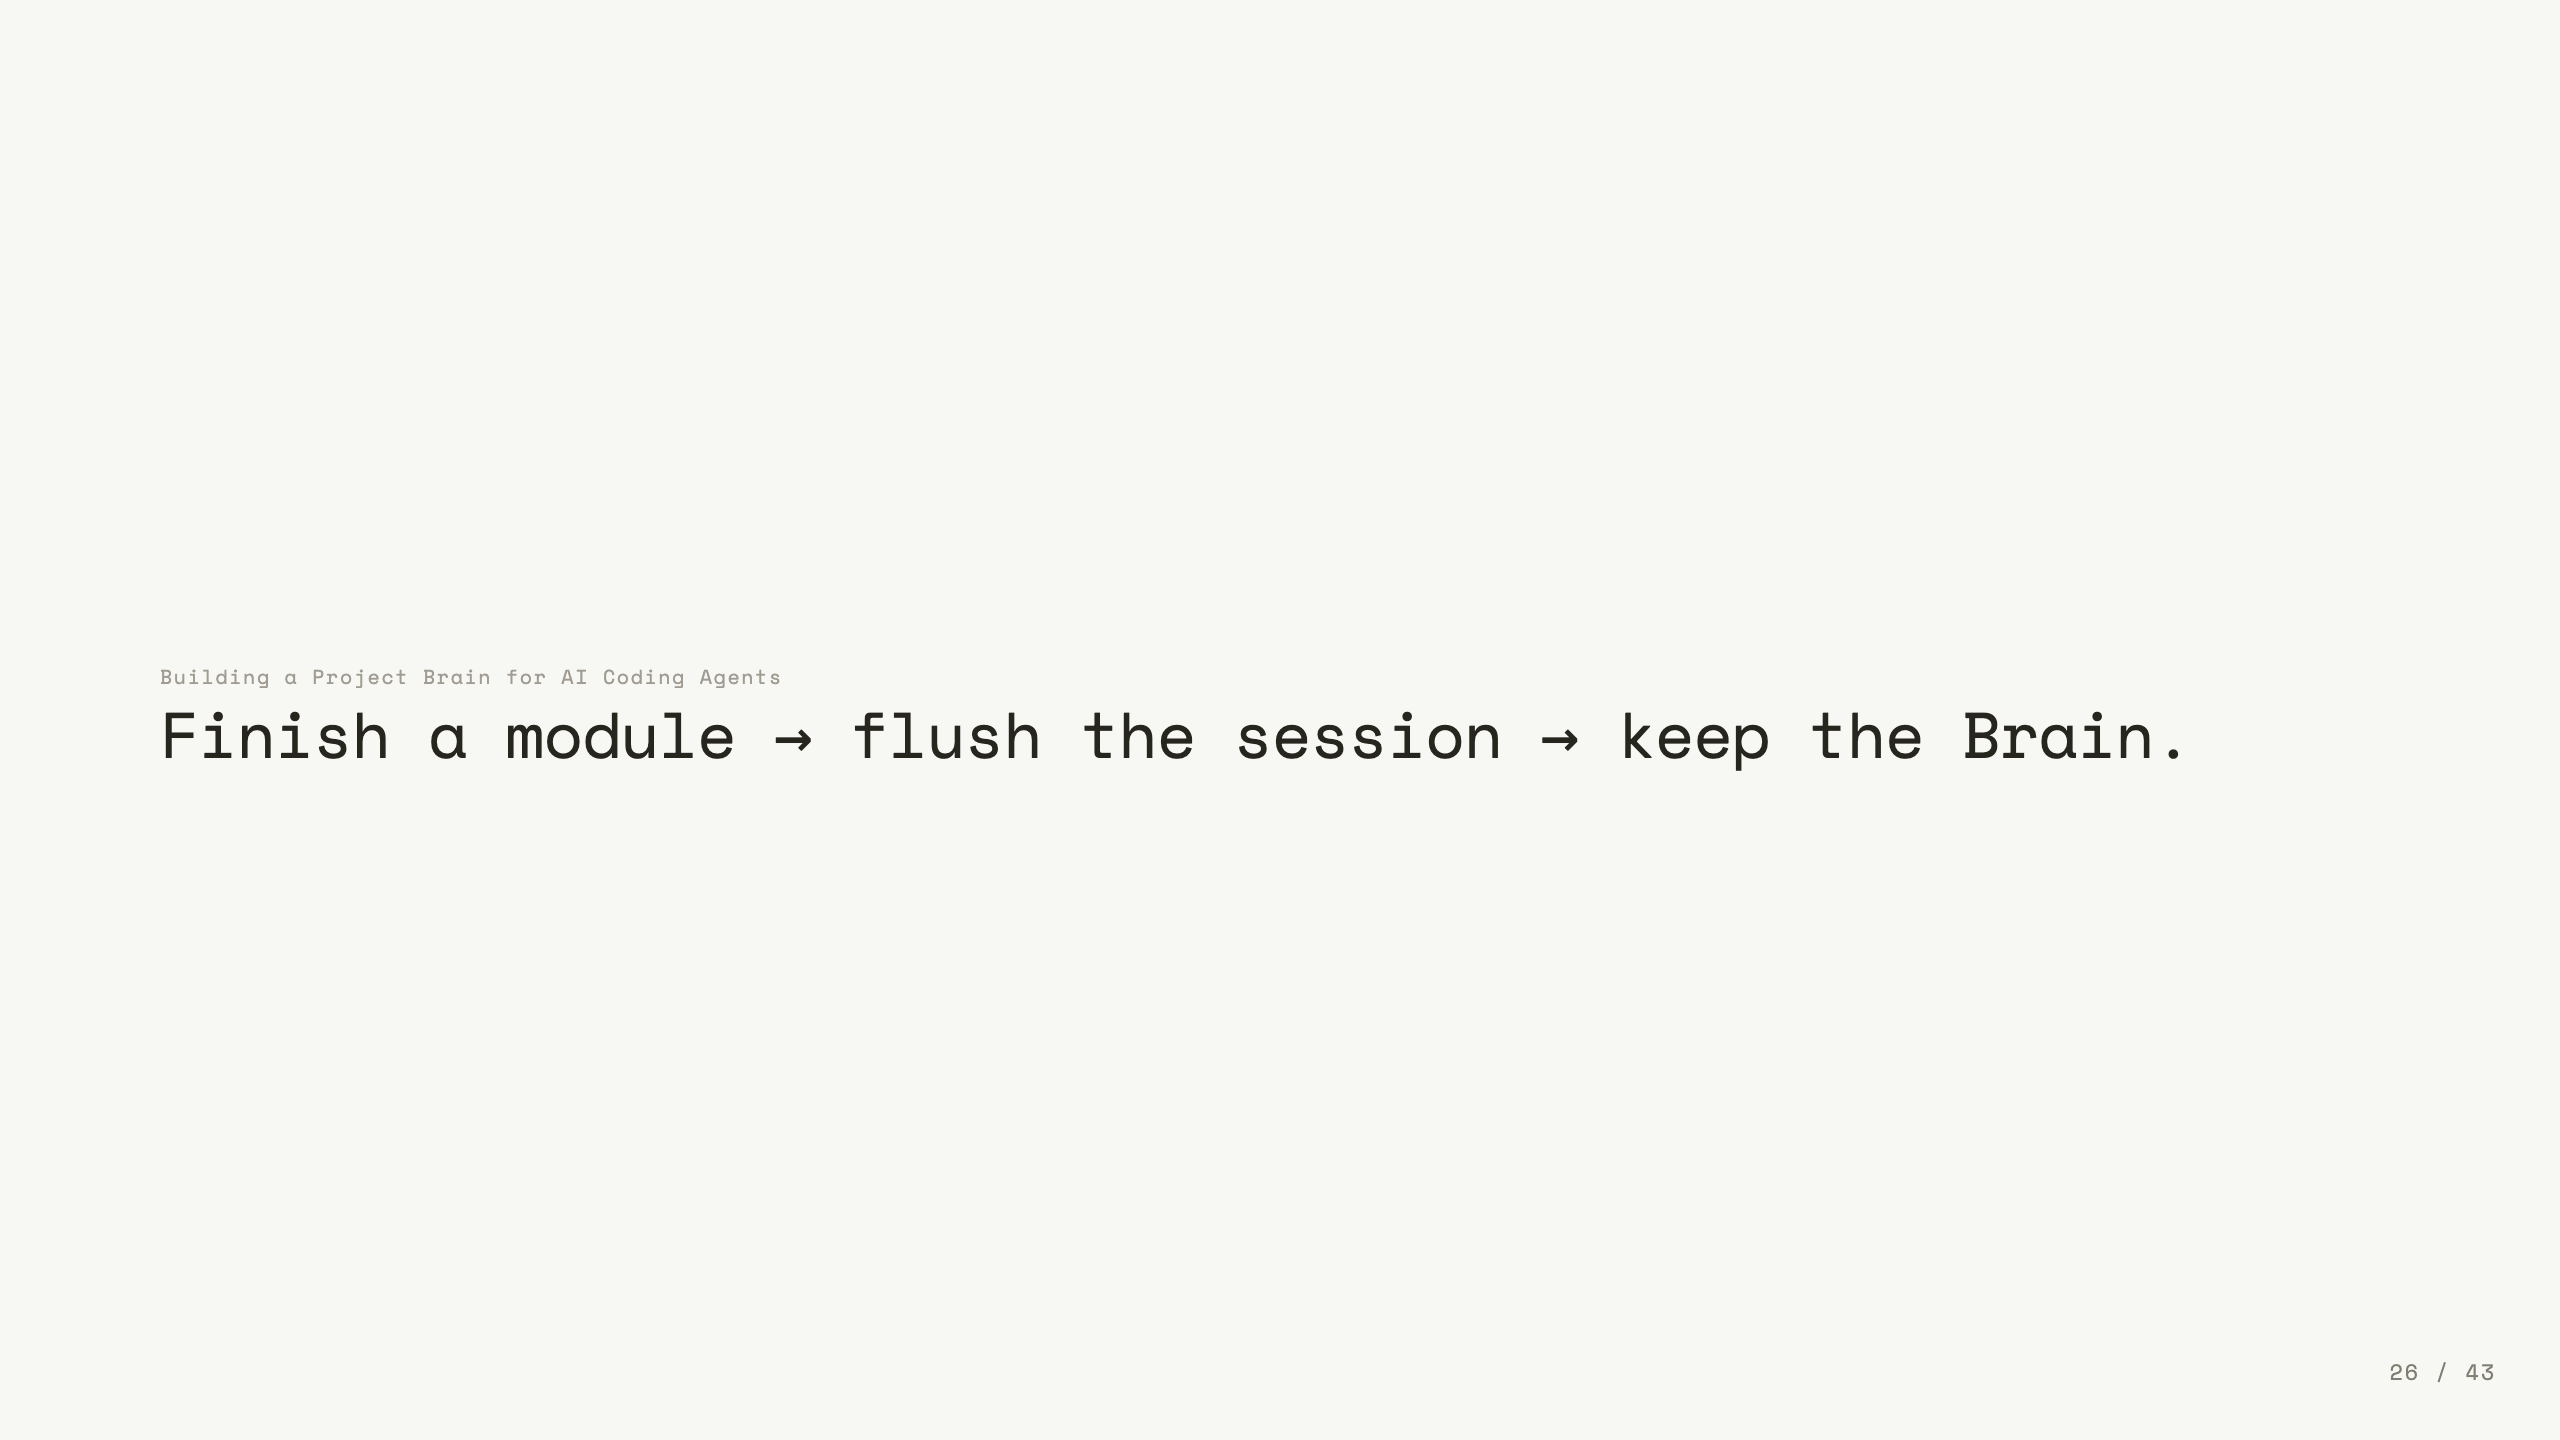 Building a Project Brain for AI Coding Agents
Finish a module → flush the session → keep the Brain.
26 / 43